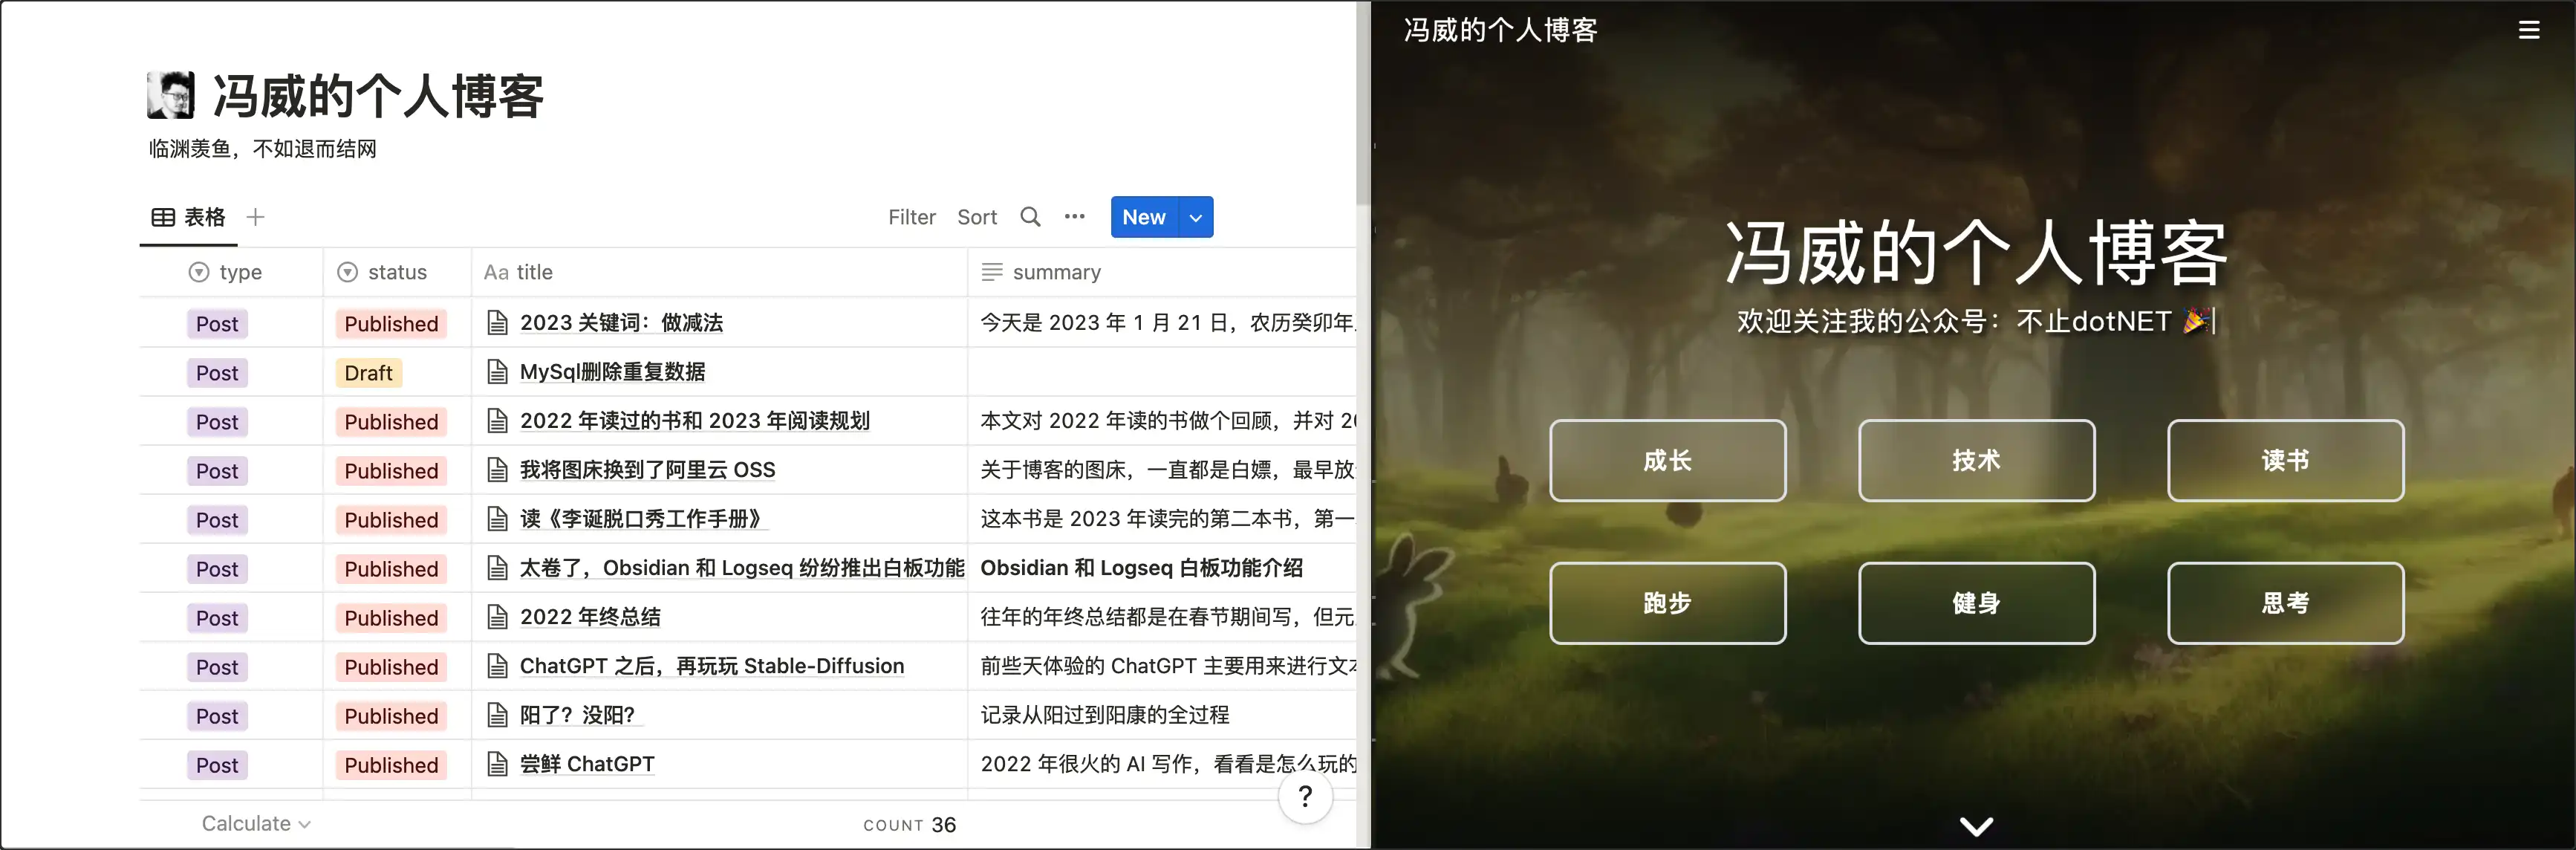 冯威的个人博客
临渊羡鱼，不如退而结网
表格
Filter Sort New
type status Aa title summary
Post Published 2023 关键词：做减法 今天是 2023 年 1 月 21 日，农历癸卯年
Post Draft MySql删除重复数据
Post Published 2022 年读过的书和 2023 年阅读规划 本文对 2022 年读的书做个回顾，并对
Post Published 我将图床换到了阿里云 OSS 关于博客的图床，一直都是白嫖，最早放
Post Published 读《李诞脱口秀工作手册》 这本书是 2023 年读完的第二本书，第一
Post Published 太卷了，Obsidian 和 Logseq 纷纷推出白板功能 Obsidian 和 Logseq 白板功能介绍
Post Published 2022 年终总结 往年的年终总结都是在春节期间写，但元
Post Published ChatGPT 之后，再玩玩 Stable-Diffusion 前些天体验的 ChatGPT 主要用来进行文
Post Published 阳了？没阳？ 记录从阳过到阳康的全过程
Post Published 尝鲜 ChatGPT 2022 年很火的 AI 写作，看看是怎么玩的
Calculate COUNT 36
?
冯威的个人博客
冯威的个人博客
欢迎关注我的公众号：不止dotNET 🎉|
成长 技术 读书
跑步 健身 思考